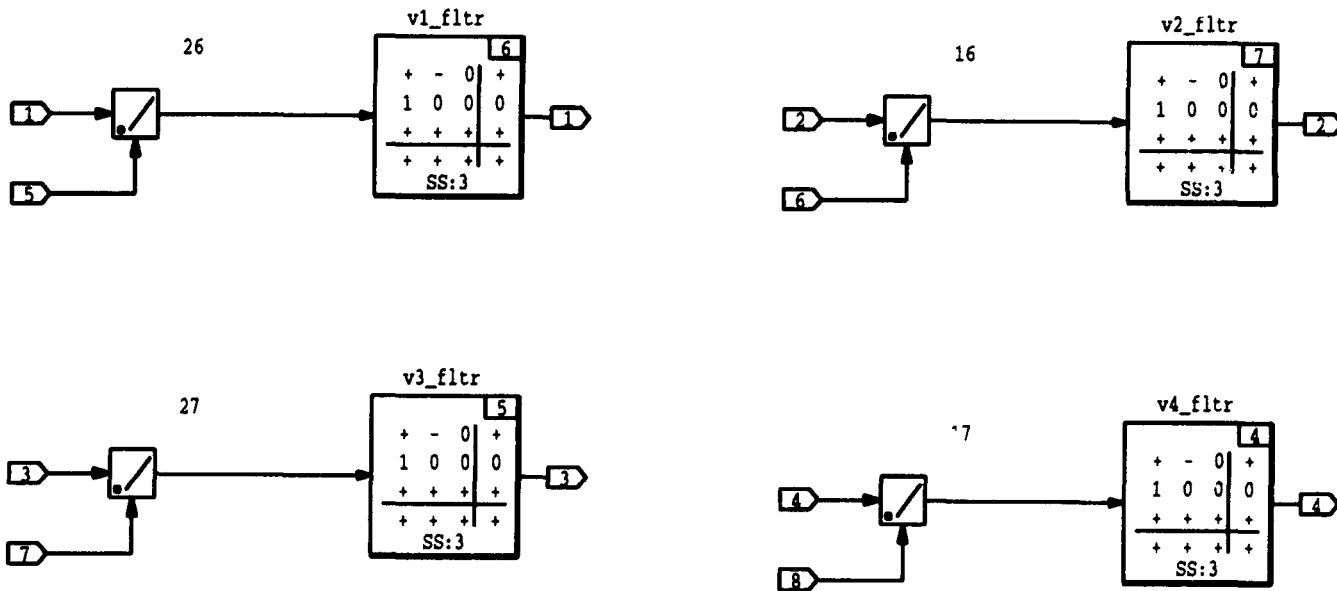 v1_fltr
26
6
+ - 0 +
1 0 0 0
+ + + +
+ + + +
SS:3
1
1
5
v2_fltr
16
7
+ - 0 +
1 0 0 0
+ + + +
+ + + +
SS:3
2
2
6
v3_fltr
27
5
+ - 0 +
1 0 0 0
+ + + +
+ + + +
SS:3
3
3
7
v4_fltr
17
4
+ - 0 +
1 0 0 0
+ + + +
+ + + +
SS:3
4
4
8